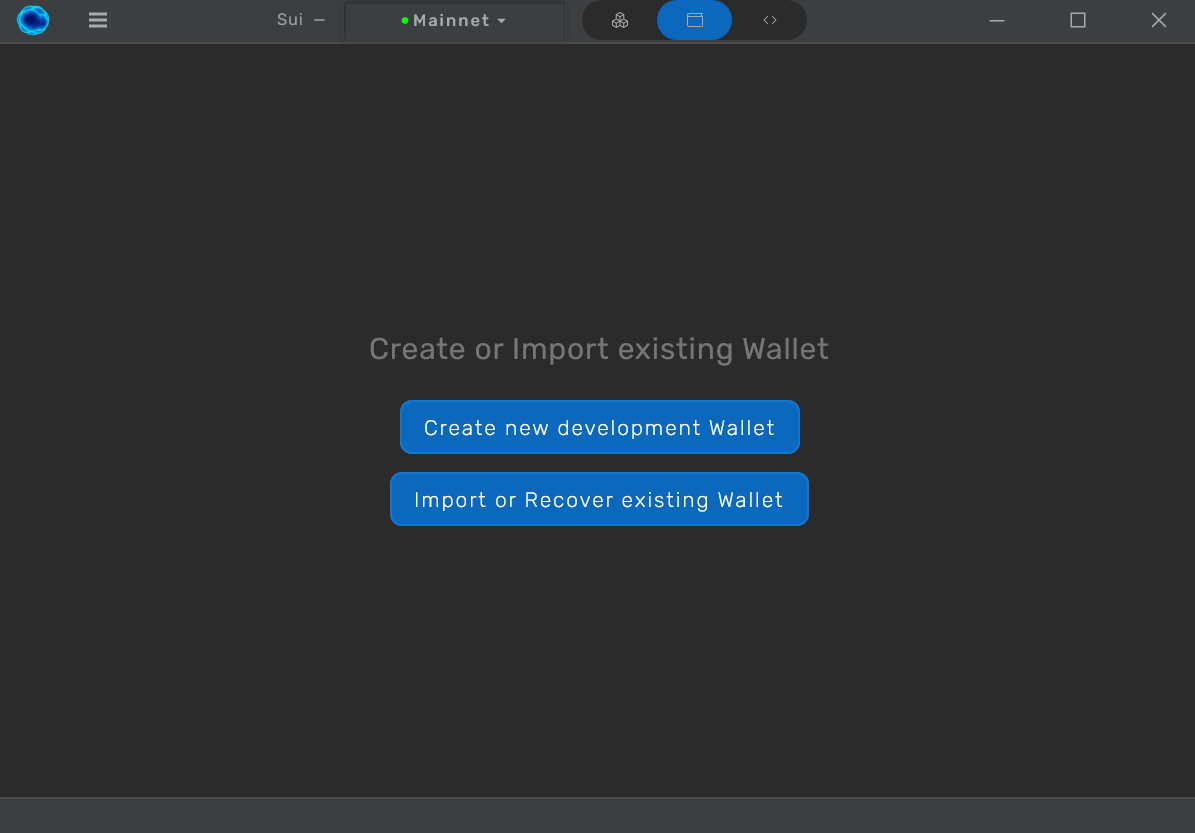 Sui –
Mainnet
Create or Import existing Wallet
Create new development Wallet
Import or Recover existing Wallet